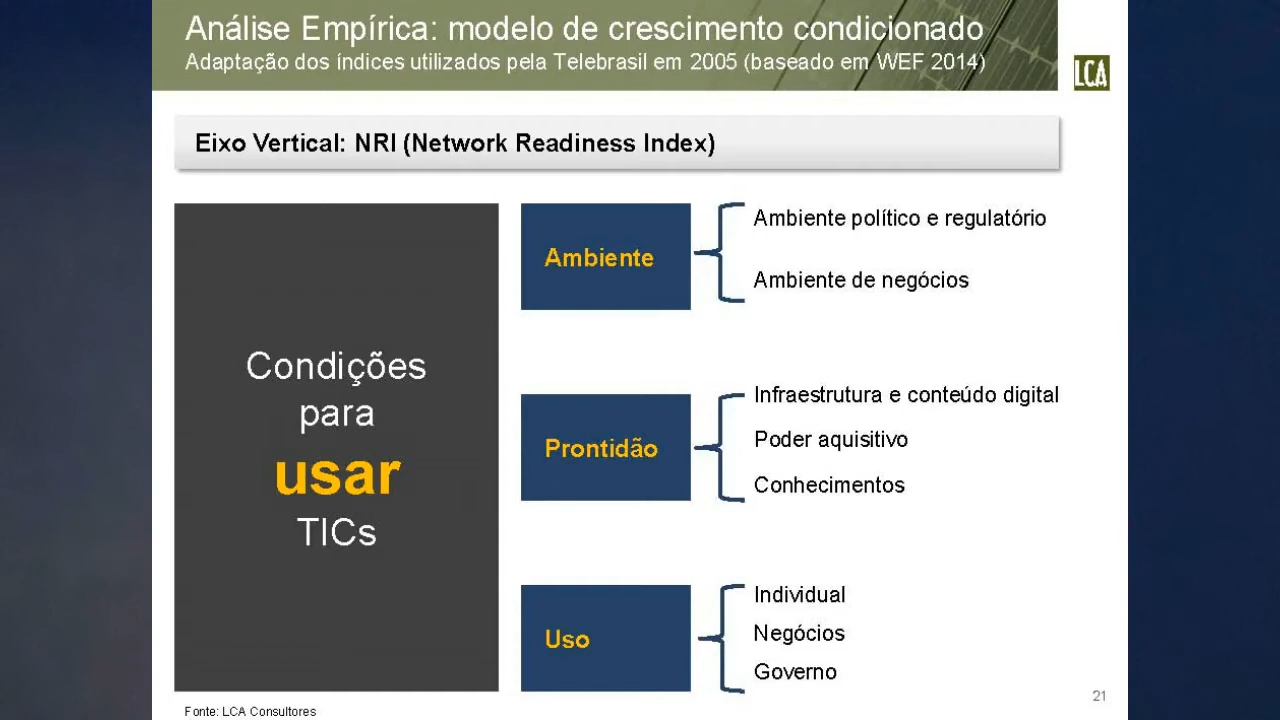 Análise Empírica: modelo de crescimento condicionado
Adaptação dos índices utilizados pela Telebrasil em 2005 (baseado em WEF 2014)
LCA
Eixo Vertical: NRI (Network Readiness Index)
Condições
para
usar
TICs
Ambiente
Ambiente político e regulatório
Ambiente de negócios
Prontidão
Infraestrutura e conteúdo digital
Poder aquisitivo
Conhecimentos
Uso
Individual
Negócios
Governo
21
Fonte: LCA Consultores